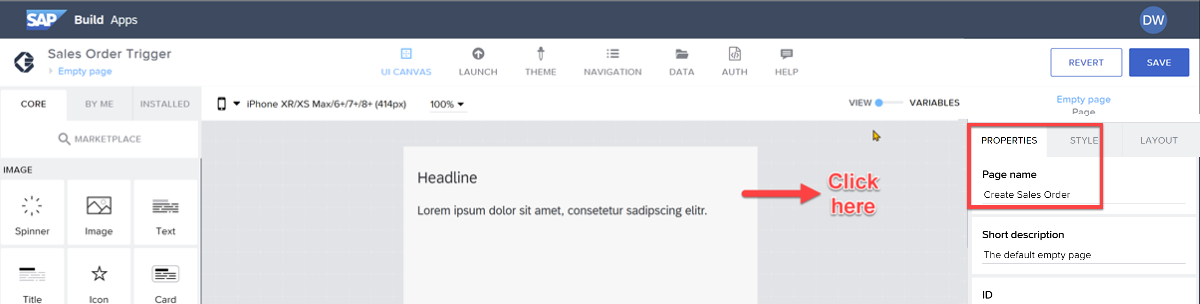 SAP Build Apps DW
Sales Order Trigger
> Empty page
UI CANVAS LAUNCH THEME NAVIGATION DATA AUTH HELP
REVERT SAVE
CORE BY ME INSTALLED
iPhone XR/XS Max/6+/7+/8+ (414px) 100%
VIEW VARIABLES
Empty page
Page
MARKETPLACE
PROPERTIES STYLE LAYOUT
IMAGE
Spinner Image Text
Title Icon Card
Headline
Lorem ipsum dolor sit amet, consetetur sadipscing elitr.
Click
here
Page name
Create Sales Order
Short description
The default empty page
ID